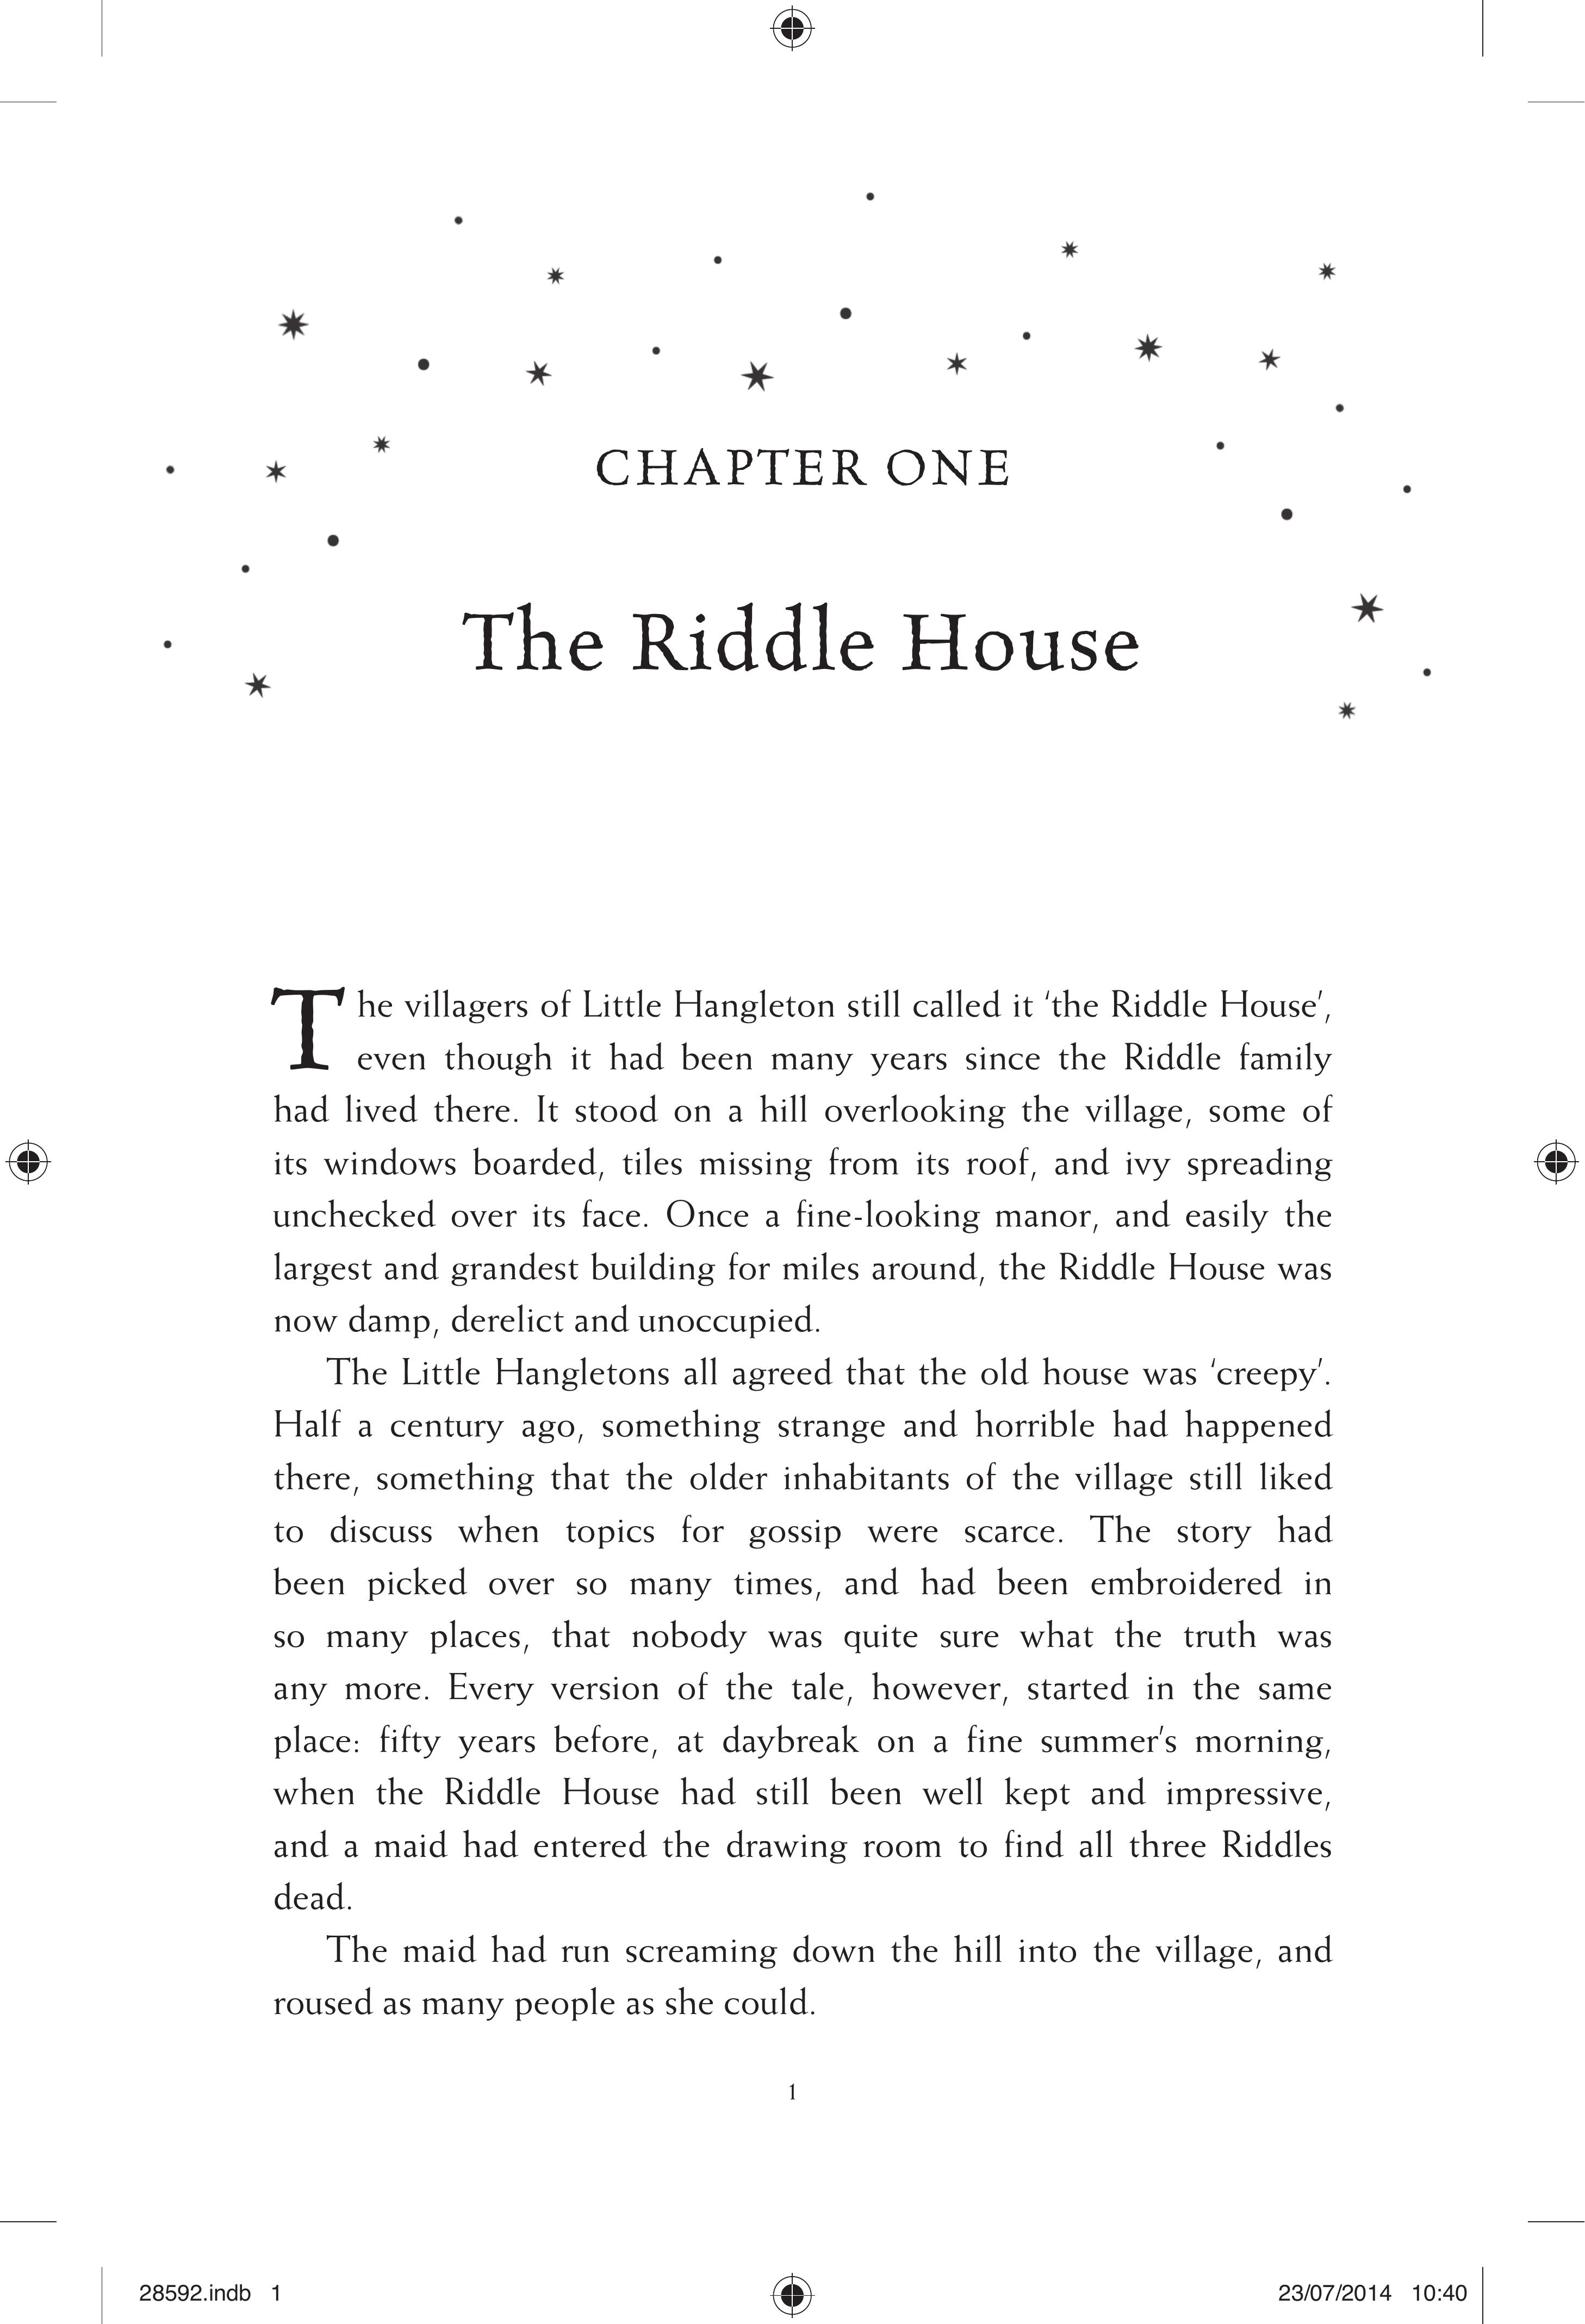 CHAPTER ONE
The Riddle House
The villagers of Little Hangleton still called it ‘the Riddle House’,
even though it had been many years since the Riddle family
had lived there. It stood on a hill overlooking the village, some of
its windows boarded, tiles missing from its roof, and ivy spreading
unchecked over its face. Once a fine-looking manor, and easily the
largest and grandest building for miles around, the Riddle House was
now damp, derelict and unoccupied.
The Little Hangletons all agreed that the old house was ‘creepy’.
Half a century ago, something strange and horrible had happened
there, something that the older inhabitants of the village still liked
to discuss when topics for gossip were scarce. The story had
been picked over so many times, and had been embroidered in
so many places, that nobody was quite sure what the truth was
any more. Every version of the tale, however, started in the same
place: fifty years before, at daybreak on a fine summer’s morning,
when the Riddle House had still been well kept and impressive,
and a maid had entered the drawing room to find all three Riddles
dead.
The maid had run screaming down the hill into the village, and
roused as many people as she could.
1
28592.indb 1
23/07/2014 10:40